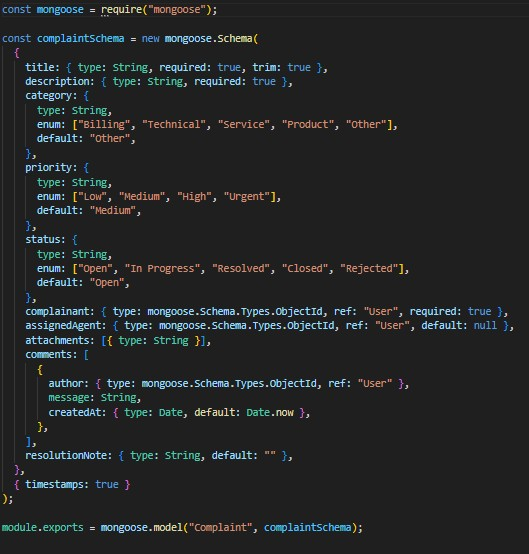 const mongoose = require("mongoose");

const complaintSchema = new mongoose.Schema(
  {
    title: { type: String, required: true, trim: true },
    description: { type: String, required: true },
    category: {
      type: String,
      enum: ["Billing", "Technical", "Service", "Product", "Other"],
      default: "Other",
    },
    priority: {
      type: String,
      enum: ["Low", "Medium", "High", "Urgent"],
      default: "Medium",
    },
    status: {
      type: String,
      enum: ["Open", "In Progress", "Resolved", "Closed", "Rejected"],
      default: "Open",
    },
    complainant: { type: mongoose.Schema.Types.ObjectId, ref: "User", required: true },
    assignedAgent: { type: mongoose.Schema.Types.ObjectId, ref: "User", default: null },
    attachments: [{ type: String }],
    comments: [
      {
        author: { type: mongoose.Schema.Types.ObjectId, ref: "User" },
        message: String,
        createdAt: { type: Date, default: Date.now },
      },
    ],
    resolutionNote: { type: String, default: "" },
  },
  { timestamps: true }
);

module.exports = mongoose.model("Complaint", complaintSchema);